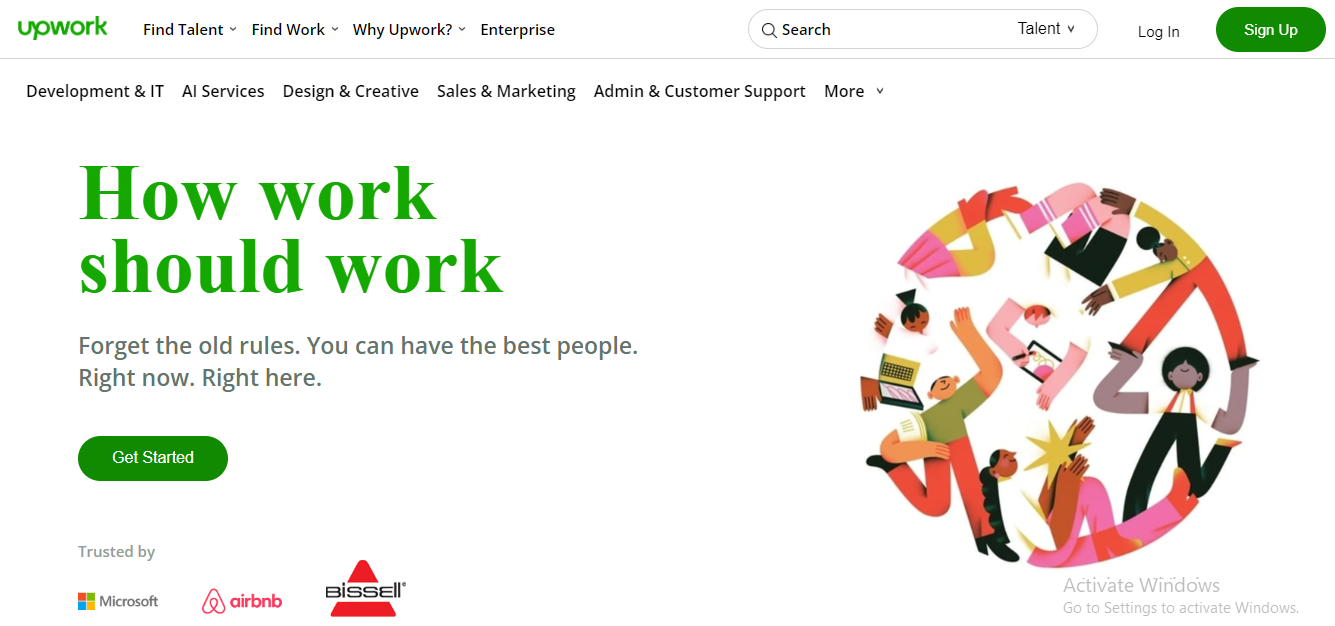 upwork Find Talent Find Work Why Upwork? Enterprise Search Talent Log In Sign Up
Development & IT AI Services Design & Creative Sales & Marketing Admin & Customer Support More
How work
should work
Forget the old rules. You can have the best people.
Right now. Right here.
Get Started
Trusted by
Microsoft airbnb BISSELL®
Activate Windows
Go to Settings to activate Windows.